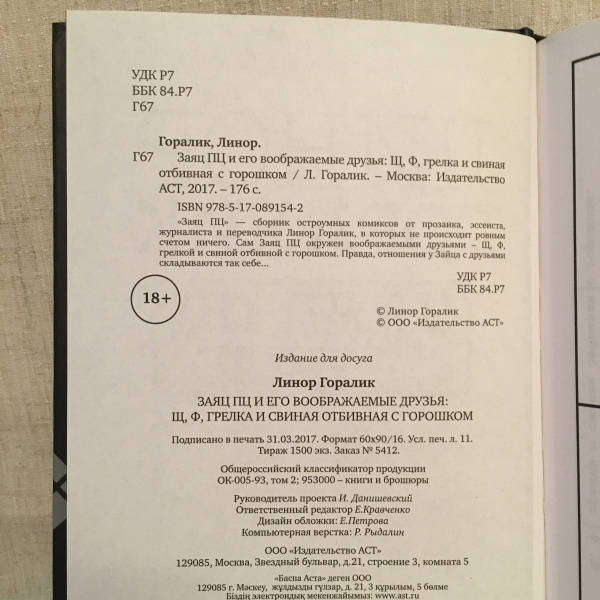 УДК Р7
ББК 84.Р7
Г67
Горалик, Линор.
Г67 Заяц ПЦ и его воображаемые друзья: Щ, Ф, грелка и свиная
отбивная с горошком / Л. Горалик. – Москва: Издательство
АСТ, 2017. – 176 с.
ISBN 978-5-17-089154-2
«Заяц ПЦ» — сборник остроумных комиксов от прозаика, эссеиста,
журналиста и переводчика Линор Горалик, в которых не происходит ровным
счетом ничего. Сам Заяц ПЦ окружен воображаемыми друзьями – Щ, Ф,
грелкой и свиной отбивной с горошком. Правда, отношения у Зайца с друзьями
складываются так себе...
УДК Р7
ББК 84.Р7
18+
© Линор Горалик
© ООО «Издательство АСТ»
Издание для досуга
Линор Горалик
ЗАЯЦ ПЦ И ЕГО ВООБРАЖАЕМЫЕ ДРУЗЬЯ:
Щ, Ф, ГРЕЛКА И СВИНАЯ ОТБИВНАЯ С ГОРОШКОМ
Подписано в печать 31.03.2017. Формат 60x90/16. Усл. печ. л. 11.
Тираж 1500 экз. Заказ № 5412.
Общероссийский классификатор продукции
ОК-005-93, том 2; 953000 – книги и брошюры
Руководитель проекта И. Данишевский
Ответственный редактор Е.Кравченко
Дизайн обложки: Е.Петрова
Компьютерная верстка: Р. Рыдалин
ООО «Издательство АСТ»
129085, Москва, Звездный бульвар, д.21, строение 3, комната 5
«Баспа Аста» деген ООО
129085 г. Мәскеу, жұлдызды гүлзар, д. 21, 3 құрылым, 5 бөлме
Біздің электрондық мекенжайымыз: www.ast.ru